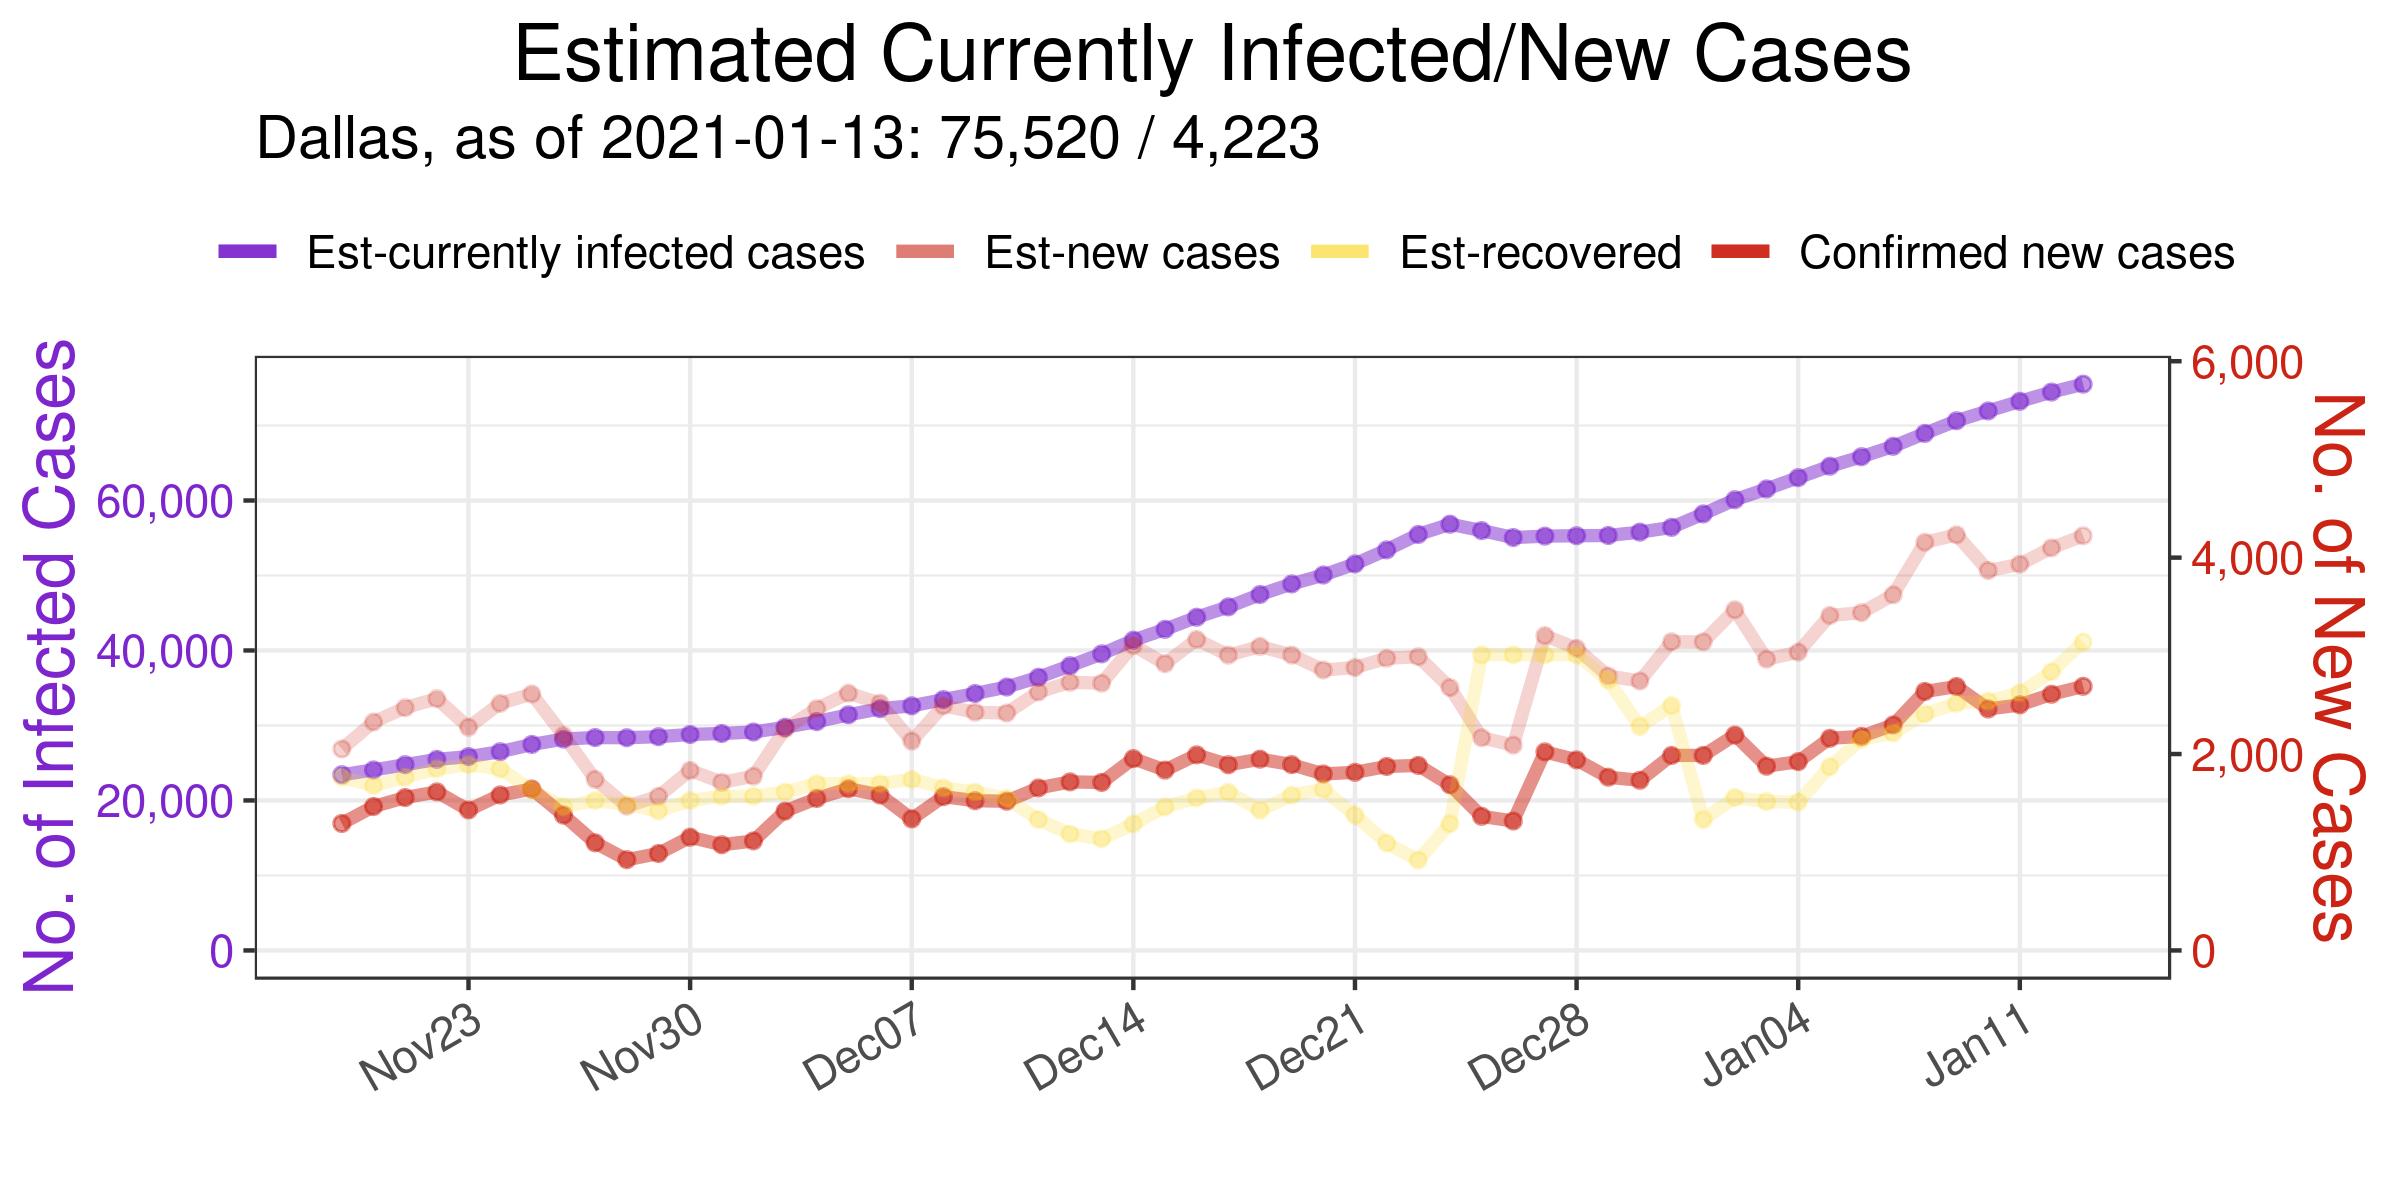 Estimated Currently Infected/New Cases
Dallas, as of 2021-01-13: 75,520 / 4,223
Est-currently infected cases Est-new cases Est-recovered Confirmed new cases
No. of Infected Cases
60,000
40,000
20,000
0
6,000
4,000
2,000
0
No. of New Cases
Nov23 Nov30 Dec07 Dec14 Dec21 Dec28 Jan04 Jan11